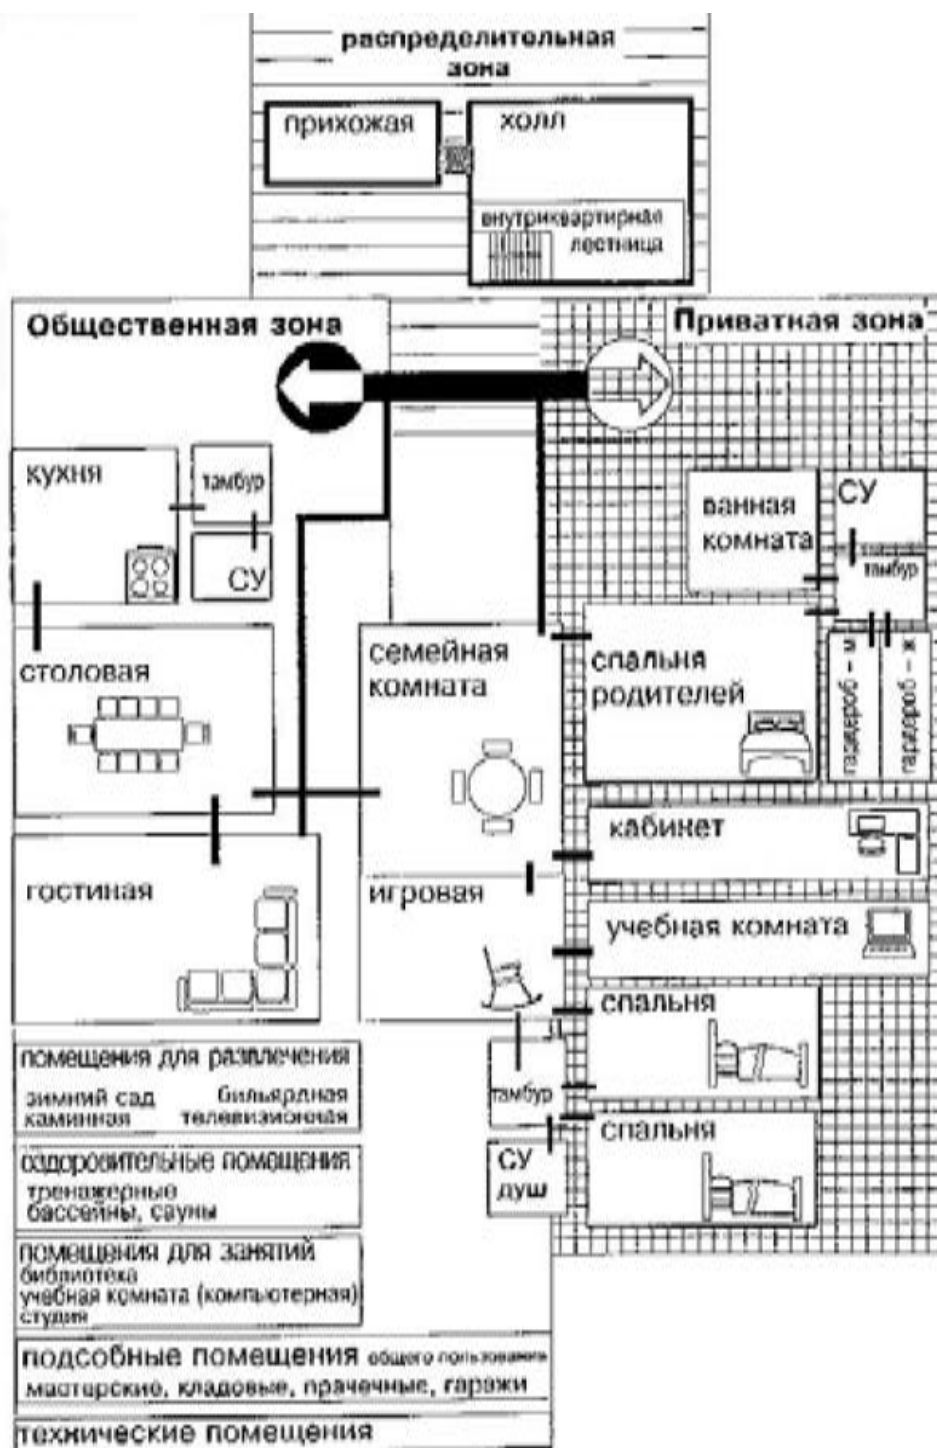 распределительная
зона
прихожая
холл
внутриквартирная
лестница
Общественная зона
Приватная зона
кухня
тамбур
СУ
ванная
комната
СУ
тамбур
столовая
семейная
комната
спальня
родителей
гардероб – м
гардероб – ж
кабинет
гостиная
игровая
учебная комната
спальня
помещения для развлечения
зимний сад бильярдная
каминная телевизионная
тамбур
спальня
оздоровительные помещения
тренажерные
бассейны, сауны
СУ
душ
помещения для занятий
библиотека
учебная комната (компьютерная)
студия
подсобные помещения общего пользования
мастерские, кладовые, прачечные, гаражи
технические помещения